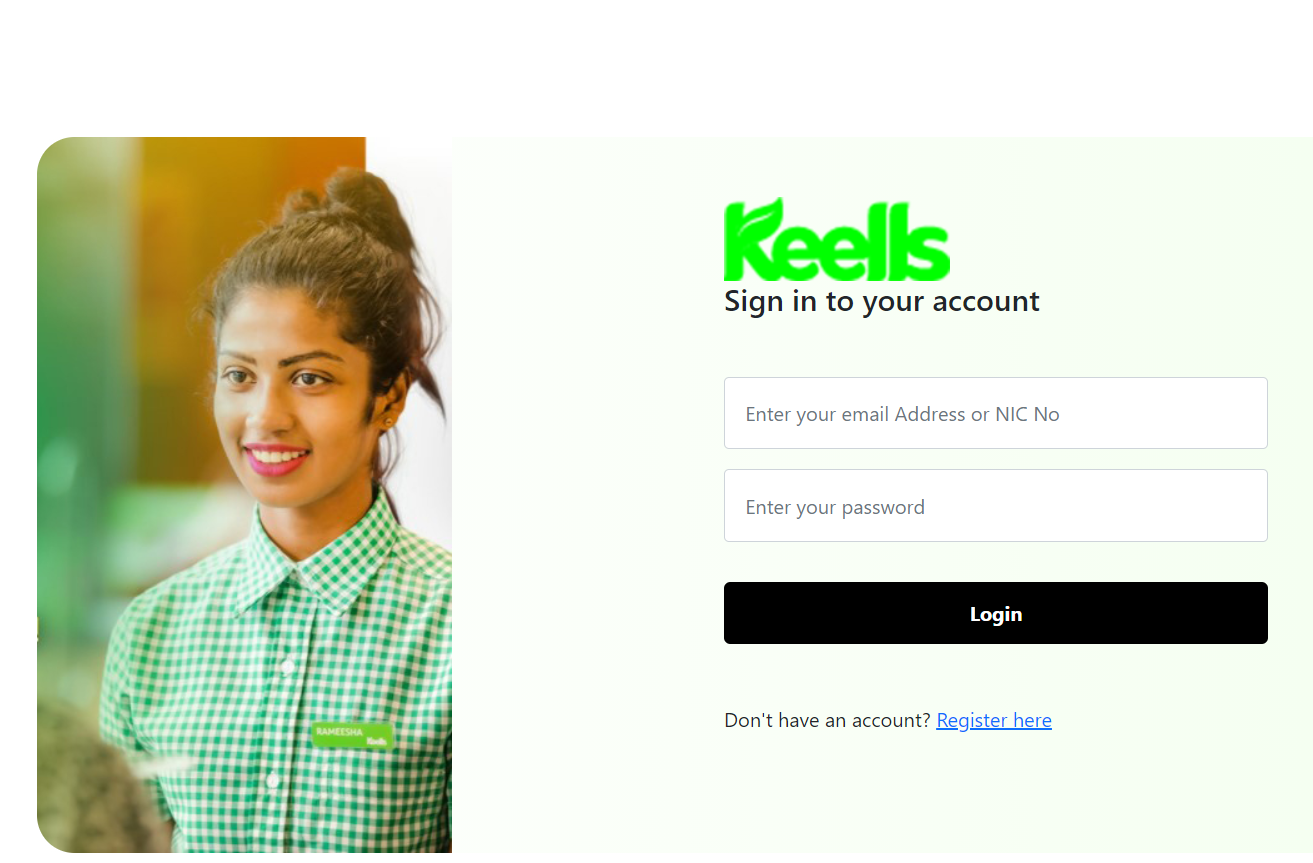 RAMEESHA
Keells
Keells
Sign in to your account
Enter your email Address or NIC No
Enter your password
Login
Don't have an account? Register here